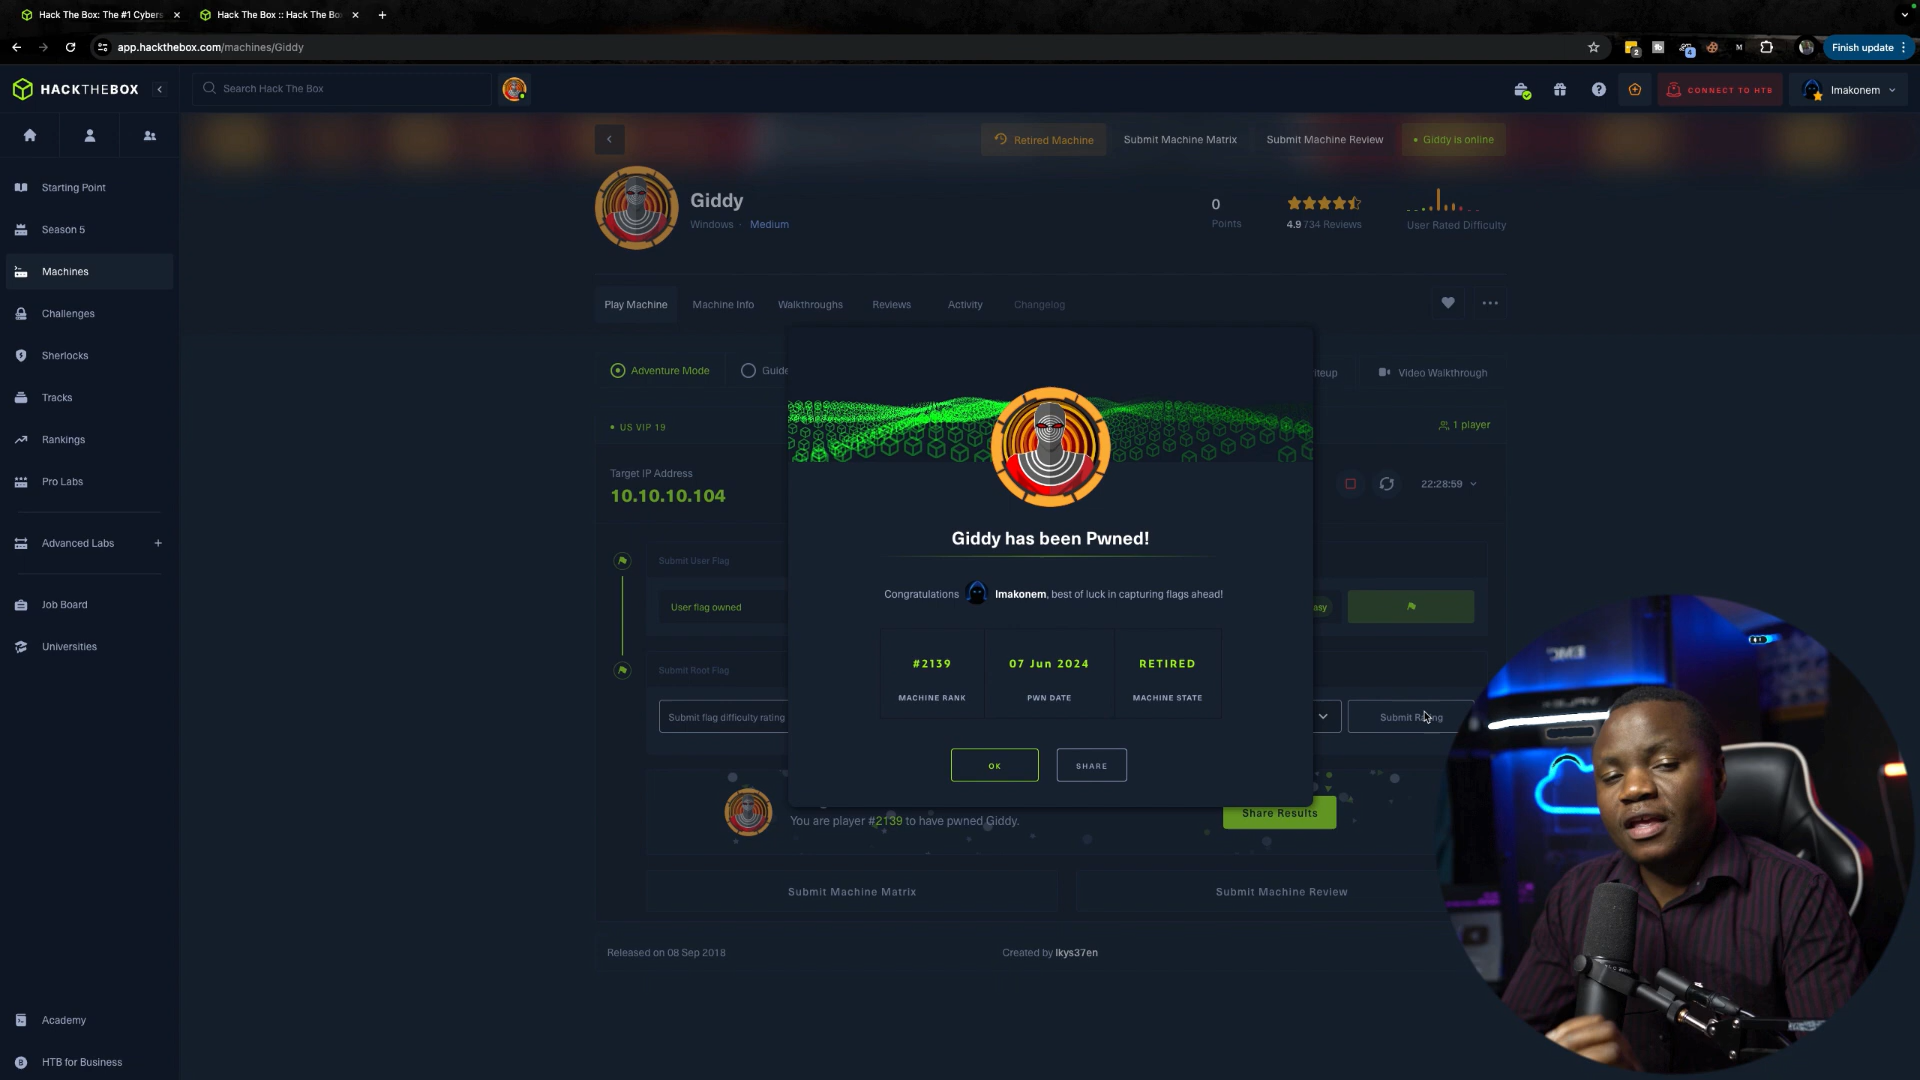 Hack The Box: The #1 Cybers
Hack The Box :: Hack The Bo
app.hackthebox.com/machines/Giddy
Finish update
HACKTHEBOX
Search Hack The Box
CONNECT TO HTB
Imakonem
Retired Machine
Submit Machine Matrix
Submit Machine Review
Giddy is online
Starting Point
Season 5
Machines
Challenges
Sherlocks
Tracks
Rankings
Pro Labs
Advanced Labs
Job Board
Universities
Academy
HTB for Business
Giddy
Windows · Medium
0
Points
4.9 734 Reviews
User Rated Difficulty
Play Machine
Machine Info
Walkthroughs
Reviews
Activity
Changelog
Adventure Mode
Guide
iteup
Video Walkthrough
US VIP 19
1 player
Target IP Address
10.10.10.104
22:28:59
Submit User Flag
User flag owned
asy
Submit Root Flag
Submit flag difficulty rating
Giddy has been Pwned!
Congratulations Imakonem, best of luck in capturing flags ahead!
#2139
MACHINE RANK
07 Jun 2024
PWN DATE
RETIRED
MACHINE STATE
OK
SHARE
You are player #2139 to have pwned Giddy.
Share Results
Submit Machine Matrix
Submit Machine Review
Released on 08 Sep 2018
Created by lkys37en